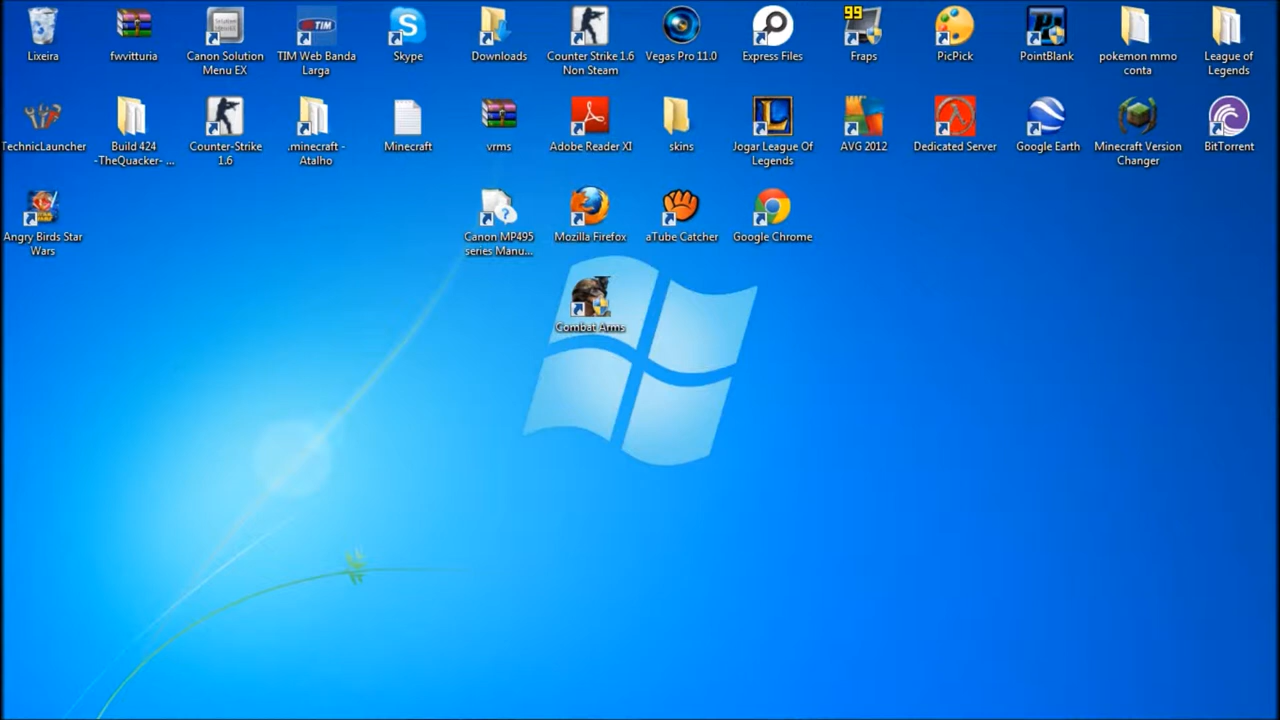 Lixeira
fwvitturia
Canon Solution
Menu EX
TIM
TIM Web Banda
Larga
Skype
Downloads
Counter Strike 1.6
Non Steam
Vegas Pro 11.0
Express Files
99
Fraps
PicPick
PointBlank
pokemon mmo
conta
League of
Legends
TechnicLauncher
Build 424
-TheQuacker- ...
Counter-Strike
1.6
.minecraft -
Atalho
Minecraft
vrms
Adobe Reader XI
skins
Jogar League Of
Legends
AVG 2012
Dedicated Server
Google Earth
Minecraft Version
Changer
BitTorrent
Angry Birds Star
Wars
Canon MP495
series Manu...
Mozilla Firefox
aTube Catcher
Google Chrome
Combat Arms